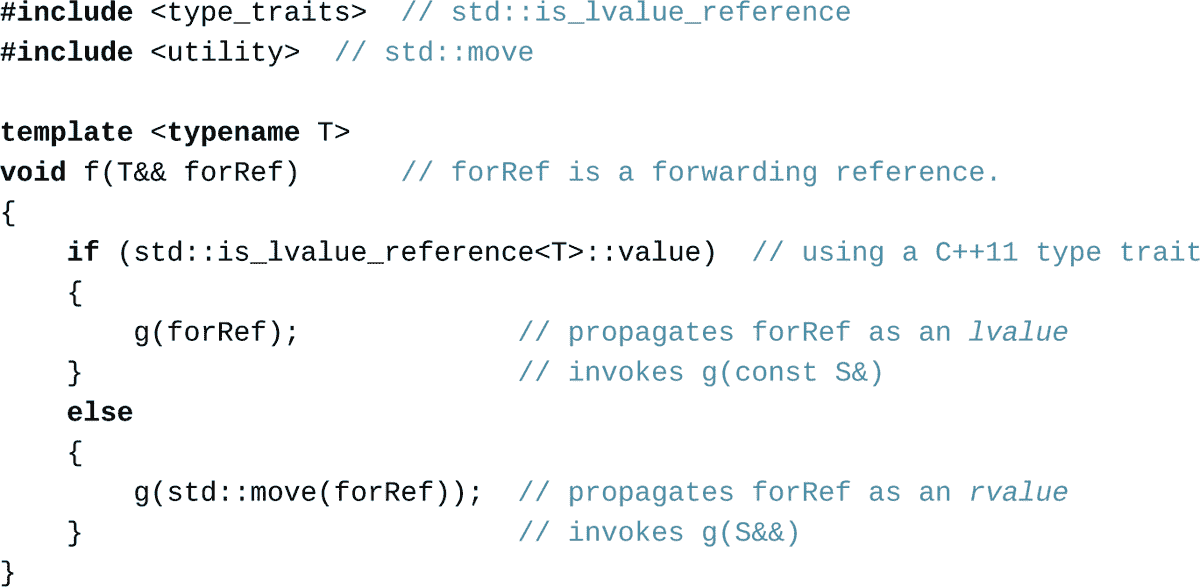 #include <type_traits>  // std::is_lvalue_reference
#include <utility>  // std::move

template <typename T>
void f(T&& forRef)      // forRef is a forwarding reference.
{
    if (std::is_lvalue_reference<T>::value)  // using a C++11 type trait
    {
        g(forRef);             // propagates forRef as an lvalue
    }                          // invokes g(const S&)
    else
    {
        g(std::move(forRef));  // propagates forRef as an rvalue
    }                          // invokes g(S&&)
}